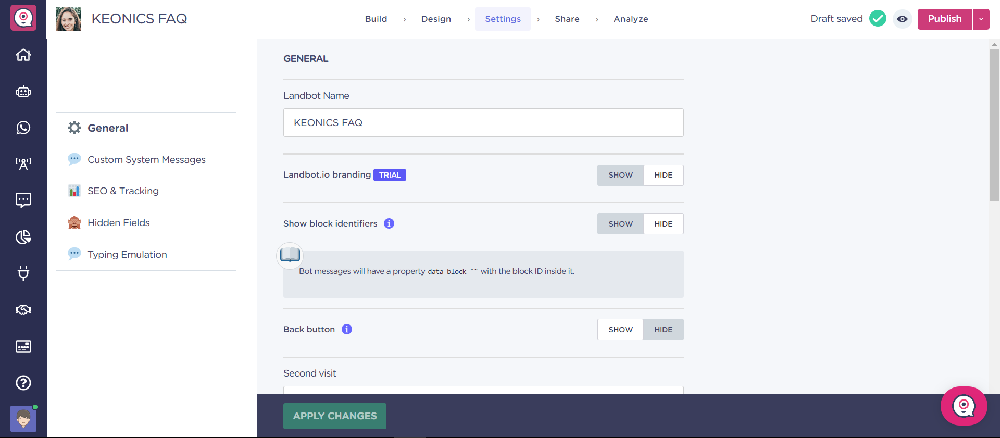 KEONICS FAQ
Build › Design › Settings › Share › Analyze
Draft saved
Publish
General
Custom System Messages
SEO & Tracking
Hidden Fields
Typing Emulation
GENERAL
Landbot Name
KEONICS FAQ
Landbot.io branding TRIAL
SHOW HIDE
Show block identifiers i
SHOW HIDE
Bot messages will have a property data-block="" with the block ID inside it.
Back button i
SHOW HIDE
Second visit
APPLY CHANGES